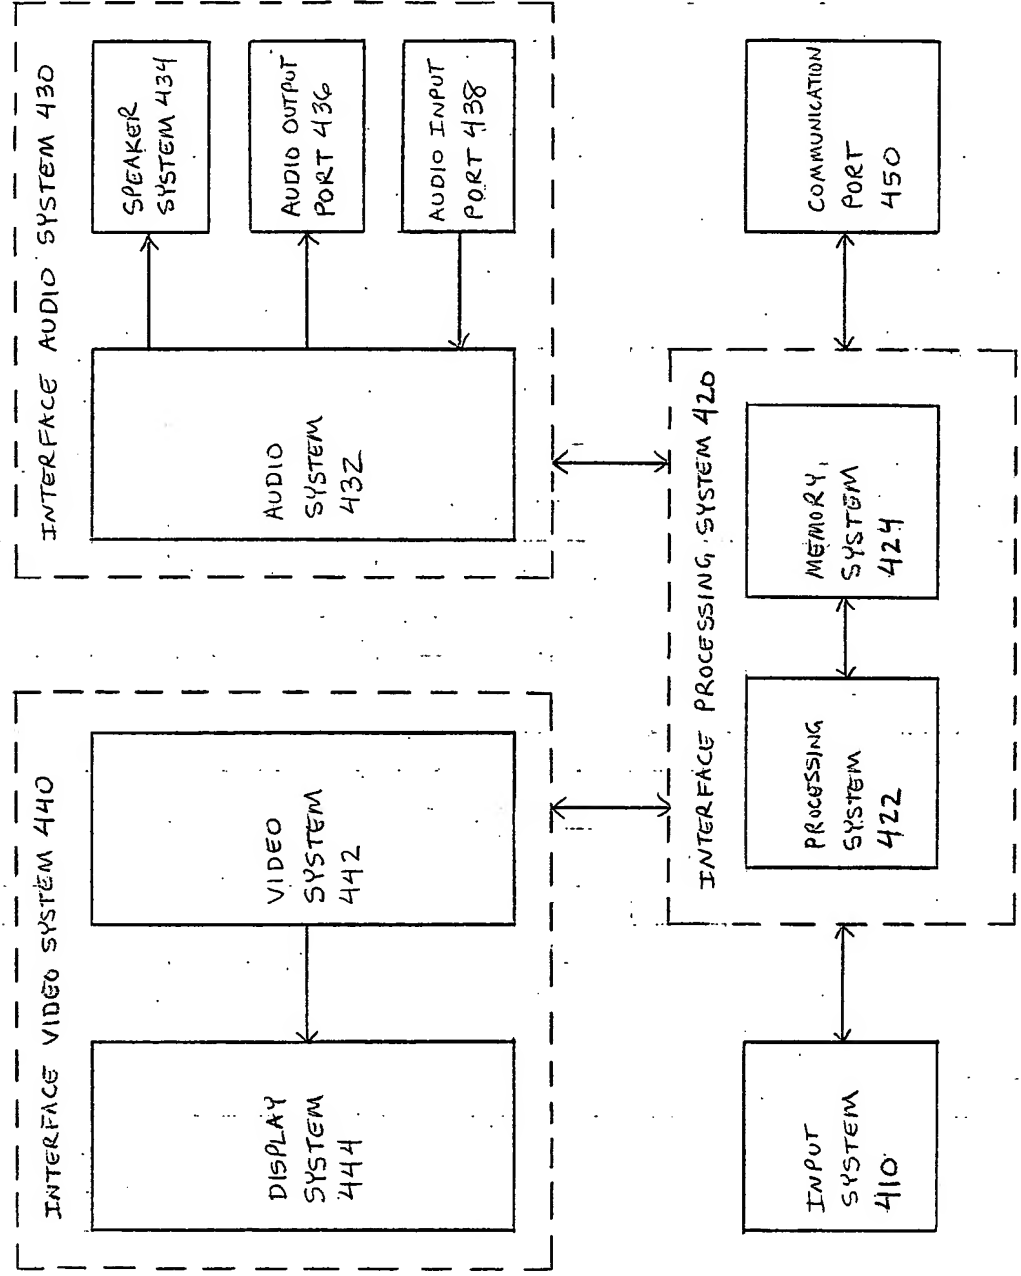 INTERFACE VIDEO SYSTEM 440
DISPLAY
SYSTEM
444
VIDEO
SYSTEM
442
INTERFACE AUDIO SYSTEM 430
AUDIO
SYSTEM
432
SPEAKER
SYSTEM 434
AUDIO OUTPUT
PORT 436
AUDIO INPUT
PORT 438
INPUT
SYSTEM
410
INTERFACE PROCESSING SYSTEM 420
PROCESSING
SYSTEM
422
MEMORY
SYSTEM
424
COMMUNICATION
PORT
450